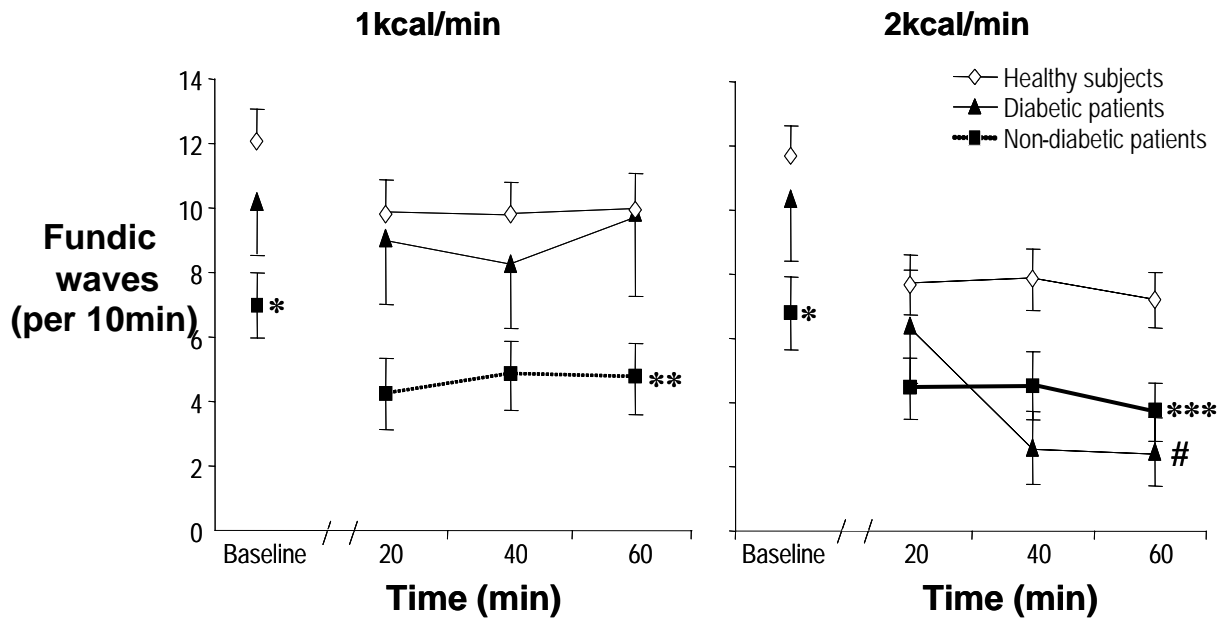 1kcal/min
2kcal/min
Healthy subjects
Diabetic patients
Non-diabetic patients
Fundic
waves
(per 10min)
14
12
10
8
6
4
2
0
*
**
*
***
#
Baseline // 20 40 60
Baseline // 20 40 60
Time (min)
Time (min)